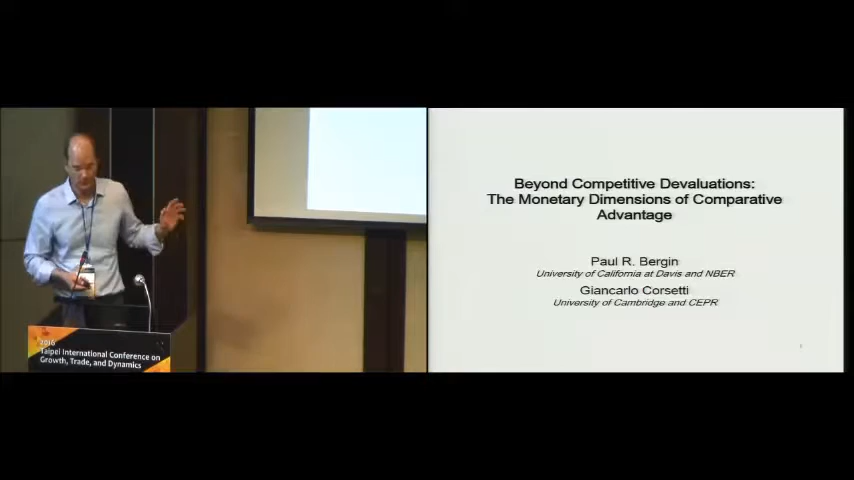 Beyond Competitive Devaluations:
The Monetary Dimensions of Comparative
Advantage
Paul R. Bergin
University of California at Davis and NBER
Giancarlo Corsetti
University of Cambridge and CEPR
2016
Taipei International Conference on
Growth, Trade, and Dynamics